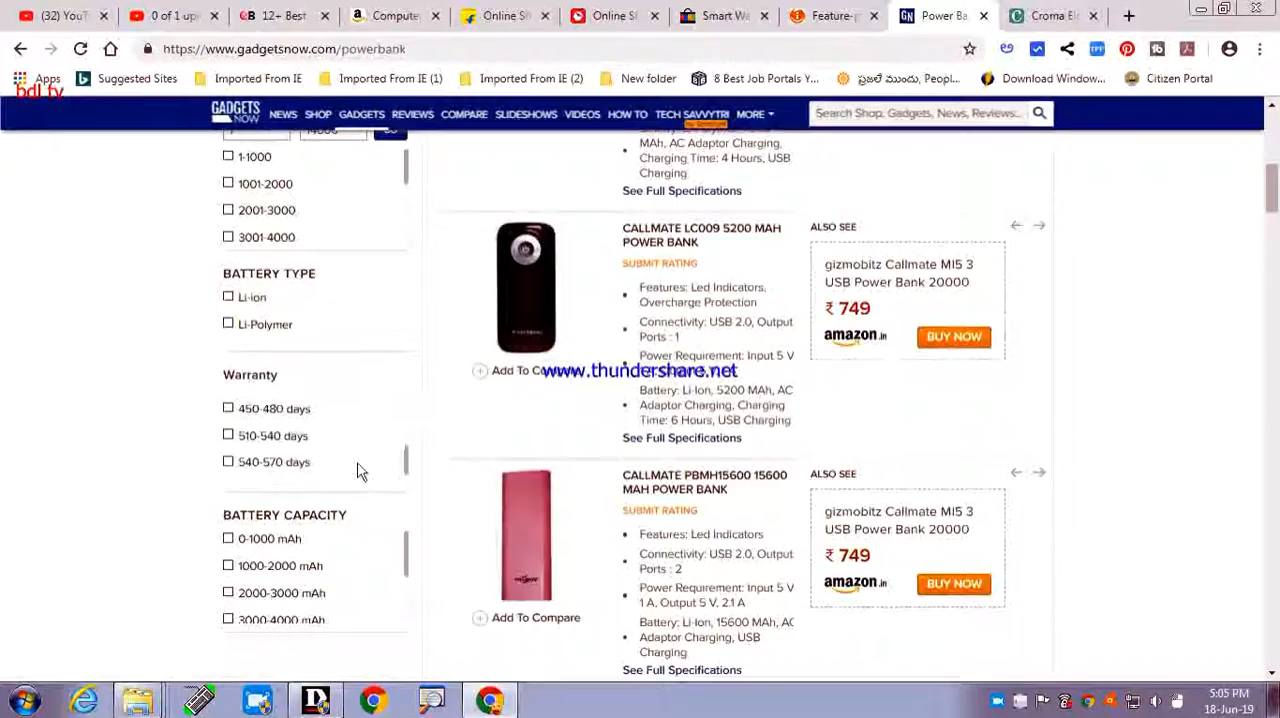 (32) YouT
0 of 1 up
12+ Best
Compute
Online Sh
Online
Smart We
Feature-p
Power Ba
Croma El
https://www.gadgetsnow.com/powerbank
Apps
Suggested Sites
Imported From IE
Imported From IE (1)
Imported From IE (2)
New folder
8 Best Job Portals Y...
ప్రజలే ముందు, Peopl...
Download Window...
Citizen Portal
bdl.tv
GADGETS NOW
NEWS SHOP GADGETS REVIEWS COMPARE SLIDESHOWS VIDEOS HOW TO TECH SAVVYTRI MORE
Search Shop, Gadgets, News, Reviews...
1-1000
1001-2000
2001-3000
3001-4000
BATTERY TYPE
Li-ion
Li-Polymer
Warranty
450-480 days
510-540 days
540-570 days
BATTERY CAPACITY
0-1000 mAh
1000-2000 mAh
2000-3000 mAh
MAh, AC Adaptor Charging,
Charging Time: 4 Hours, USB
Charging
See Full Specifications
CALLMATE LC009 5200 MAH
POWER BANK
SUBMIT RATING
Features: Led Indicators,
Overcharge Protection
Connectivity: USB 2.0, Output
Ports : 1
Power Requirement: Input 5 V
Battery: Li-Ion, 5200 MAh, AC
Adaptor Charging, Charging
Time: 6 Hours, USB Charging
See Full Specifications
Add To Compare
www.thundershare.net
ALSO SEE
gizmobitz Callmate MI5 3
USB Power Bank 20000
₹ 749
amazon.in
BUY NOW
CALLMATE PBMH15600 15600
MAH POWER BANK
SUBMIT RATING
Features: Led Indicators
Connectivity: USB 2.0, Output
Ports : 2
Power Requirement: Input 5 V
1 A, Output 5 V, 2.1 A
Battery: Li-Ion, 15600 MAh, AC
Adaptor Charging, USB
Charging
See Full Specifications
Add To Compare
ALSO SEE
gizmobitz Callmate MI5 3
USB Power Bank 20000
₹ 749
amazon.in
BUY NOW
5:05 PM
18-Jun-19